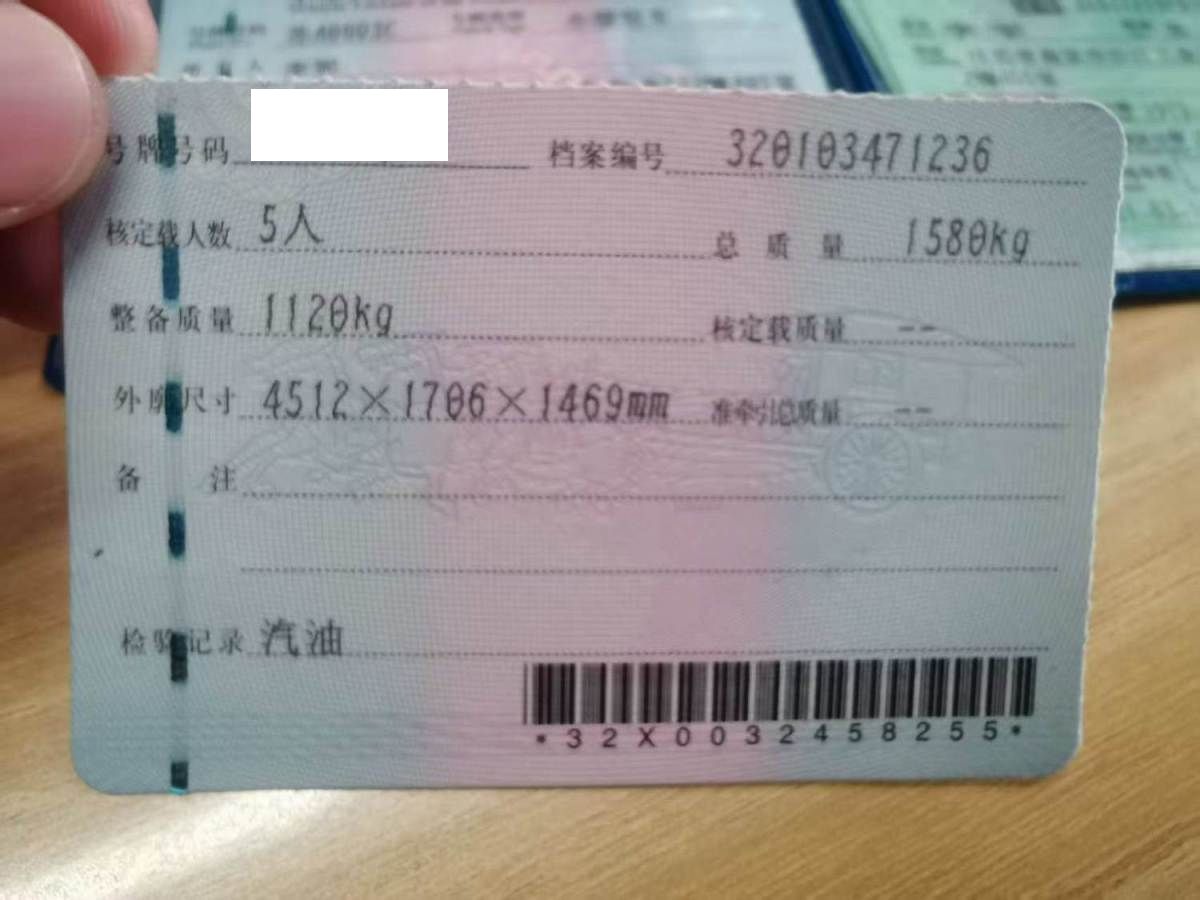 号牌号码 档案编号 320103471236
核定载人数 5人 总质量 1580kg
整备质量 1120kg 核定载质量 --
外廓尺寸 4512×1706×1469mm 准牵引总质量 --
备注
检验记录 汽油
*32X0032458255*